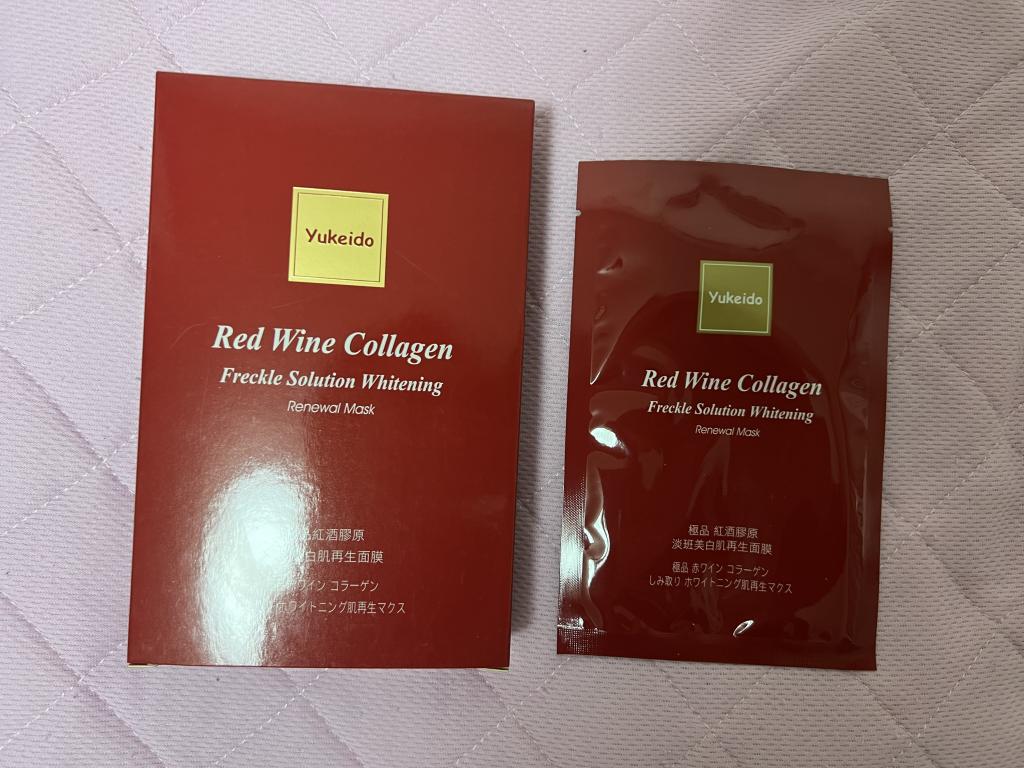 Yukeido
Red Wine Collagen
Freckle Solution Whitening
Renewal Mask
紅酒膠原
白肌再生面膜
イン コラーゲン
ホワイトニング肌再生マクス
Yukeido
Red Wine Collagen
Freckle Solution Whitening
Renewal Mask
極品 紅酒膠原
淡班美白肌再生面膜
極品 赤ワイン コラーゲン
しみ取り ホワイトニング肌再生マクス